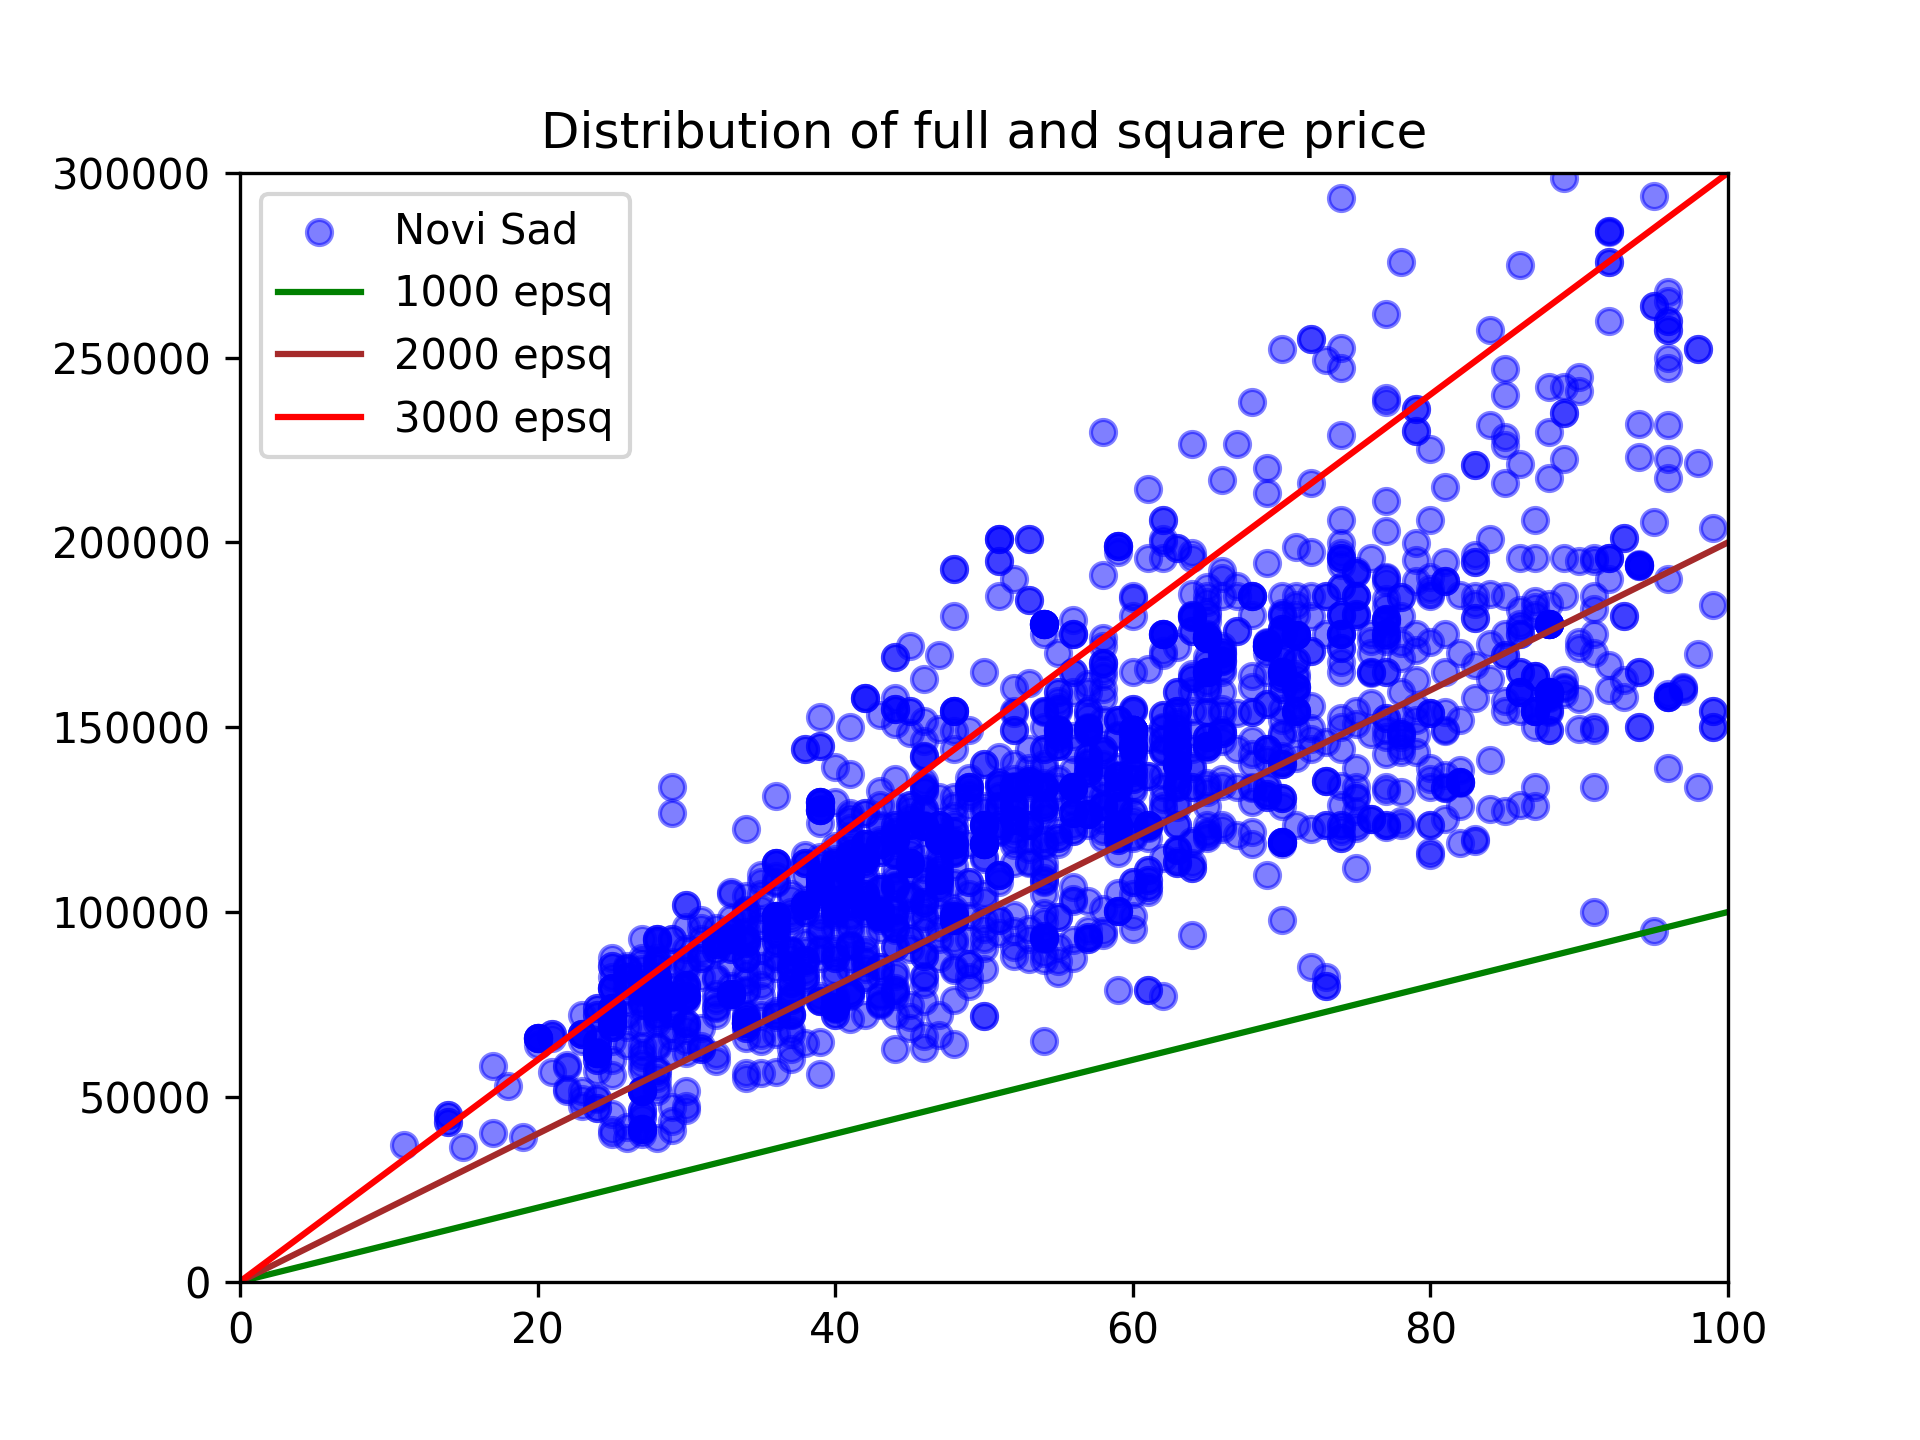 Distribution of full and square price
300000
250000
200000
150000
100000
50000
0
Novi Sad
1000 epsq
2000 epsq
3000 epsq
0 20 40 60 80 100